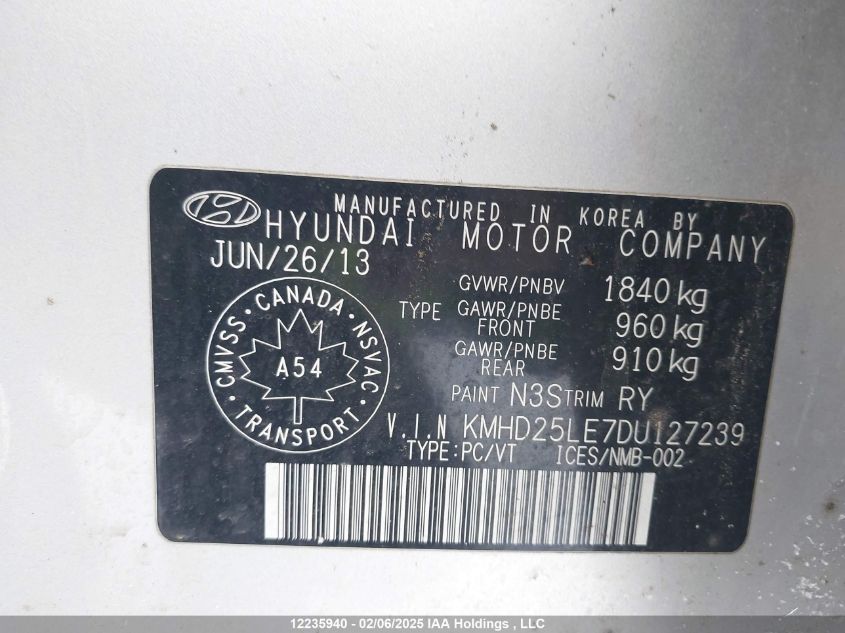 MANUFACTURED IN KOREA BY
HYUNDAI MOTOR COMPANY
JUN/26/13
GVWR/PNBV 1840 kg
TYPE GAWR/PNBE FRONT 960 kg
GAWR/PNBE REAR 910 kg
PAINT N3S TRIM RY
V.I.N KMHD25LE7DU127239
TYPE:PC/VT ICES/NMB-002
CMVSS · CANADA · NSVAC · TRANSPORT ·
A54
12235940 - 02/06/2025 IAA Holdings , LLC